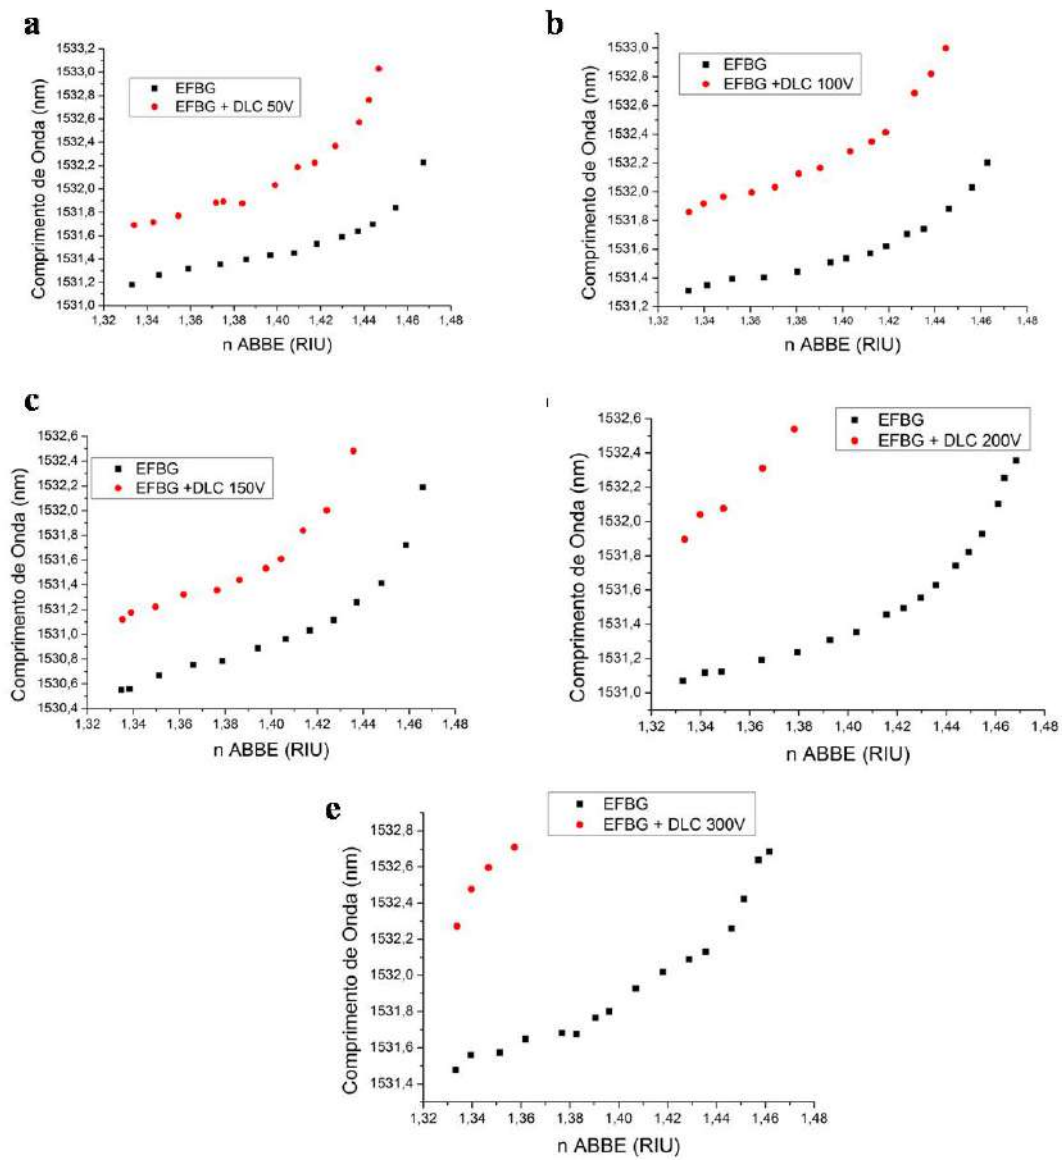 a
1533,2
1533,0
1532,8
1532,6
1532,4
1532,2
1532,0
1531,8
1531,6
1531,4
1531,2
1531,0
Comprimento de Onda (nm)
EFBG
EFBG + DLC 50V
1,32 1,34 1,36 1,38 1,40 1,42 1,44 1,46 1,48
n ABBE (RIU)
b
1533,0
1532,8
1532,6
1532,4
1532,2
1532,0
1531,8
1531,6
1531,4
1531,2
Comprimento de Onda (nm)
EFBG
EFBG +DLC 100V
1,32 1,34 1,36 1,38 1,40 1,42 1,44 1,46 1,48
n ABBE (RIU)
c
1532,6
1532,4
1532,2
1532,0
1531,8
1531,6
1531,4
1531,2
1531,0
1530,8
1530,6
1530,4
Comprimento de Onda (nm)
EFBG
EFBG +DLC 150V
1,32 1,34 1,36 1,38 1,40 1,42 1,44 1,46 1,48
n ABBE (RIU)
1532,6
1532,4
1532,2
1532,0
1531,8
1531,6
1531,4
1531,2
1531,0
Comprimento de Onda (nm)
EFBG
EFBG + DLC 200V
1,32 1,34 1,36 1,38 1,40 1,42 1,44 1,46 1,48
n ABBE (RIU)
e
1532,8
1532,6
1532,4
1532,2
1532,0
1531,8
1531,6
1531,4
Comprimento de Onda (nm)
EFBG
EFBG + DLC 300V
1,32 1,34 1,36 1,38 1,40 1,42 1,44 1,46 1,48
n ABBE (RIU)